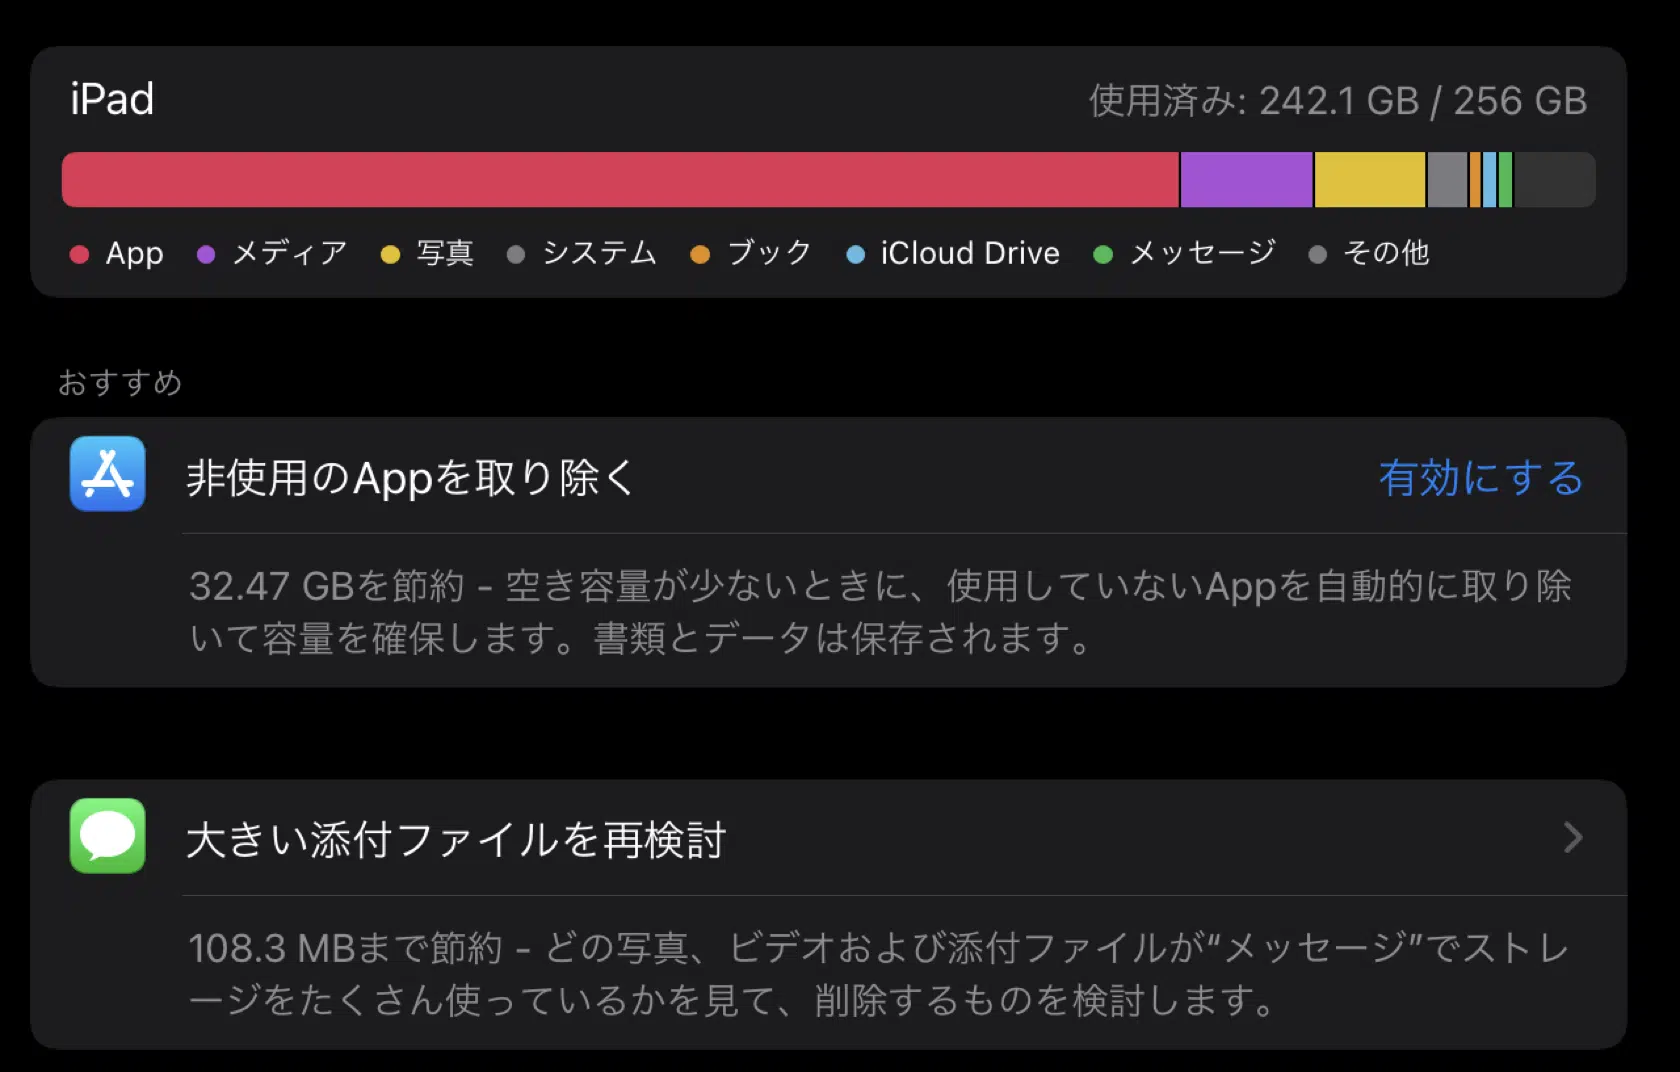 iPad
使用済み: 242.1 GB / 256 GB
App メディア 写真 システム ブック iCloud Drive メッセージ その他
おすすめ
非使用のAppを取り除く
有効にする
32.47 GBを節約 – 空き容量が少ないときに、使用していないAppを自動的に取り除
いて容量を確保します。書類とデータは保存されます。
大きい添付ファイルを再検討
108.3 MBまで節約 – どの写真、ビデオおよび添付ファイルが“メッセージ”でストレ
ージをたくさん使っているかを見て、削除するものを検討します。